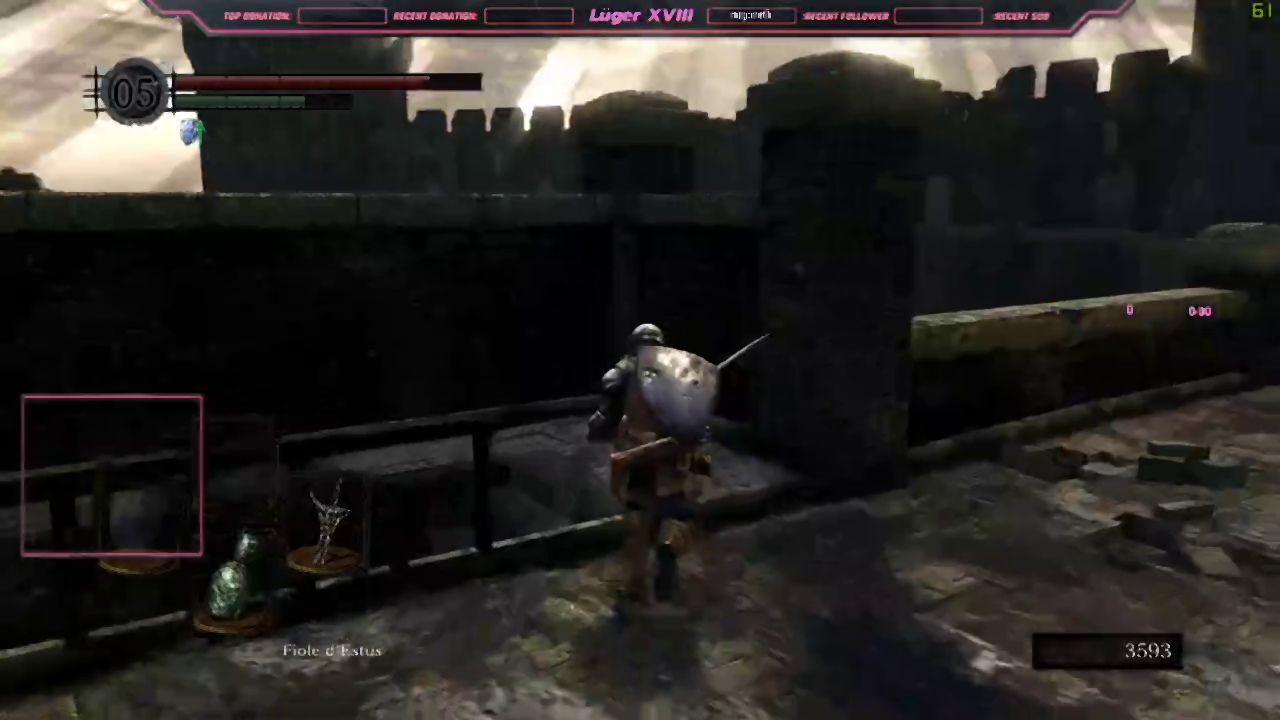 TOP DONATION:
RECENT DONATION:
Lüger XVIII
:RECENT FOLLOWER
:RECENT SUB
61
05
0
0:00
Fiole d'Estus
3593